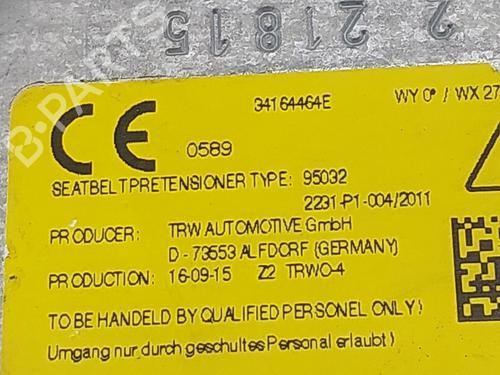 2 21815
34164464E WY 0° / WX 27
CE 0589
SEATBELTPRETENSIONER TYPE: 95032
2231-P1-004/2011
PRODUCER: TRW AUTOMOTIVE GmbH
D - 73553 ALFDORF (GERMANY)
PRODUCTION: 16-09-15 Z2 TRWO-4
TO BE HANDELD BY QUALIFIED PERSONEL ONLY)
Umgang nur durch geschultes Personal erlaubt)
B-PARTS